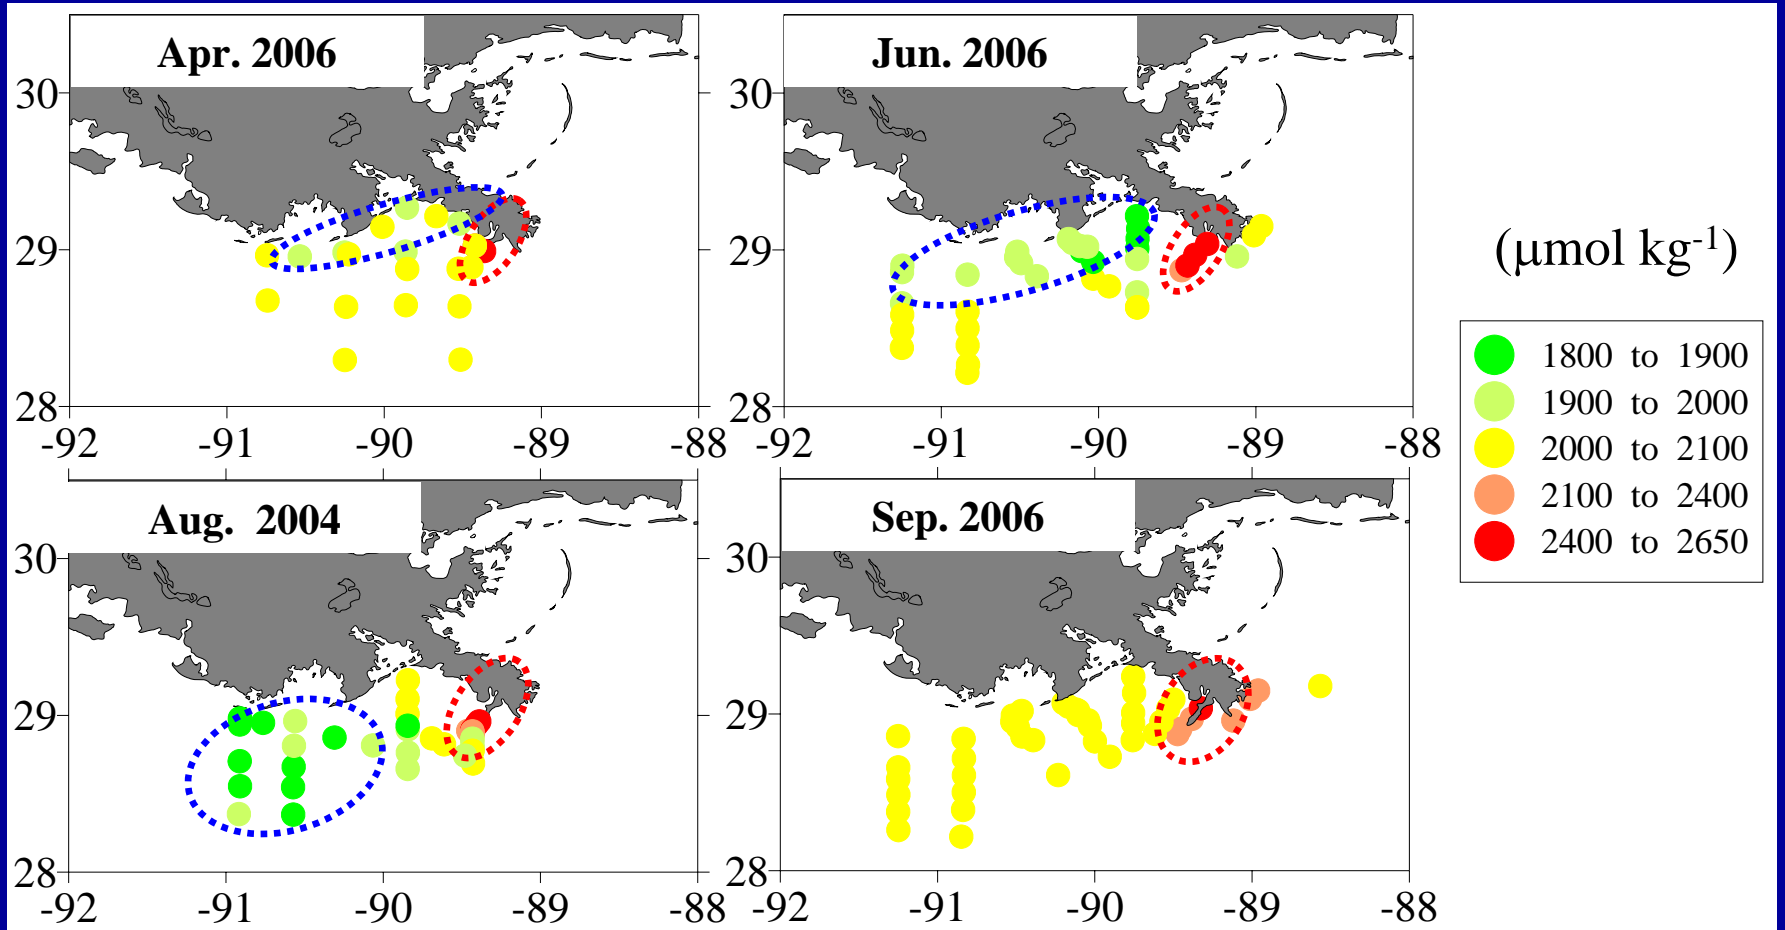 Apr. 2006
30
29
28
-92 -91 -90 -89 -88
Jun. 2006
30
29
28
-92 -91 -90 -89 -88
(μmol kg-1)
1800 to 1900
1900 to 2000
2000 to 2100
2100 to 2400
2400 to 2650
Aug. 2004
30
29
28
-92 -91 -90 -89 -88
Sep. 2006
30
29
28
-92 -91 -90 -89 -88